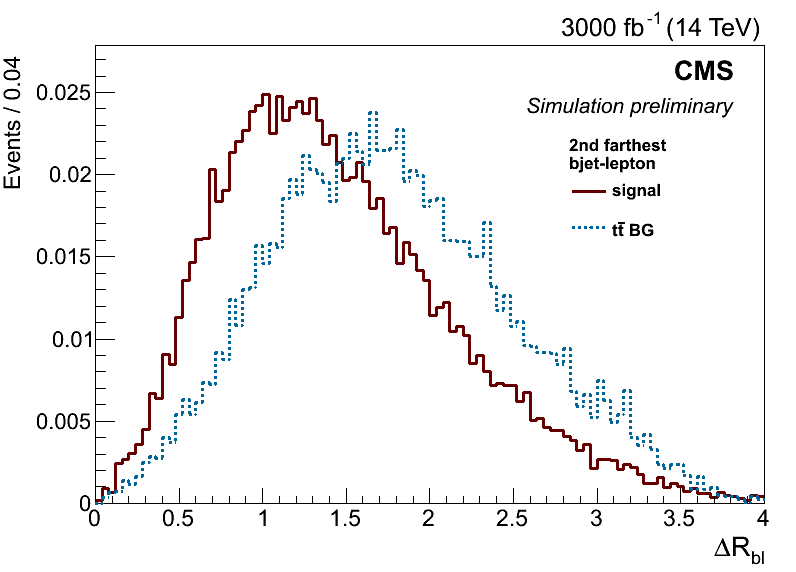 3000 fb⁻¹ (14 TeV)
CMS
Simulation preliminary
2nd farthest
bjet-lepton
signal
tt̄ BG
Events / 0.04
0.025
0.02
0.015
0.01
0.005
0
0 0.5 1 1.5 2 2.5 3 3.5 4
ΔR_bl